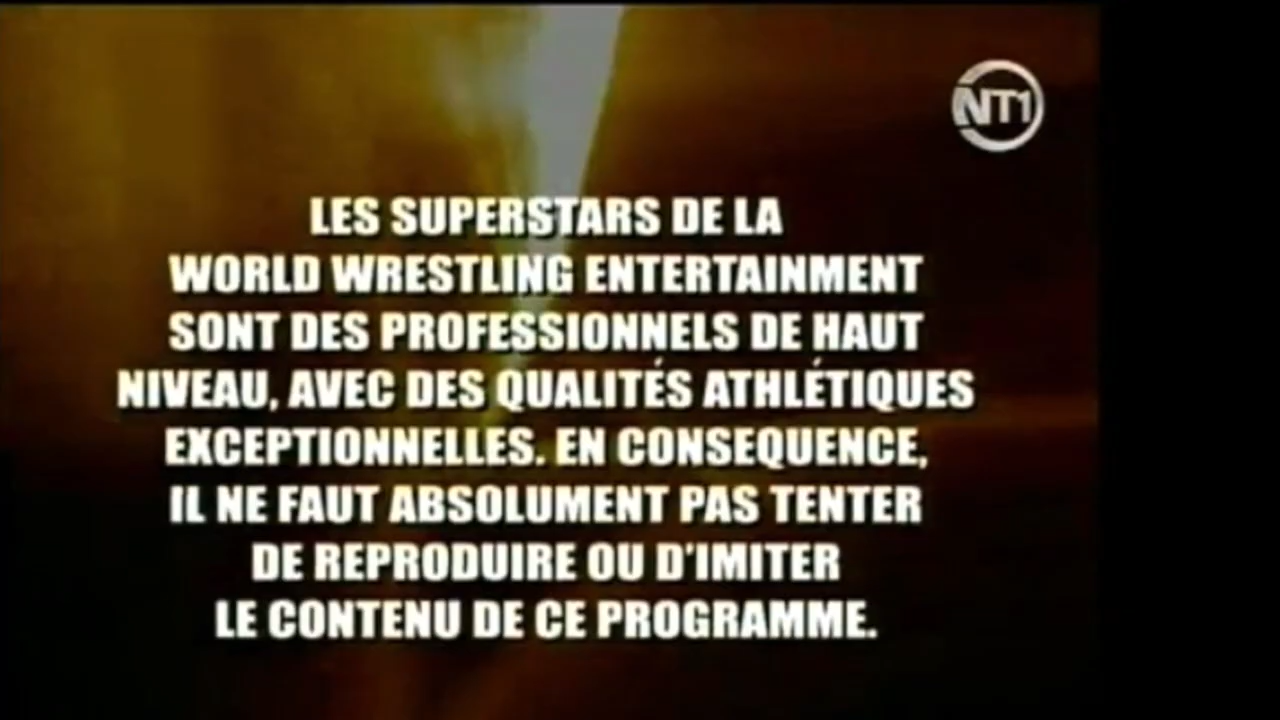 NT1
LES SUPERSTARS DE LA
WORLD WRESTLING ENTERTAINMENT
SONT DES PROFESSIONNELS DE HAUT
NIVEAU, AVEC DES QUALITÉS ATHLÉTIQUES
EXCEPTIONNELLES. EN CONSEQUENCE,
IL NE FAUT ABSOLUMENT PAS TENTER
DE REPRODUIRE OU D'IMITER
LE CONTENU DE CE PROGRAMME.